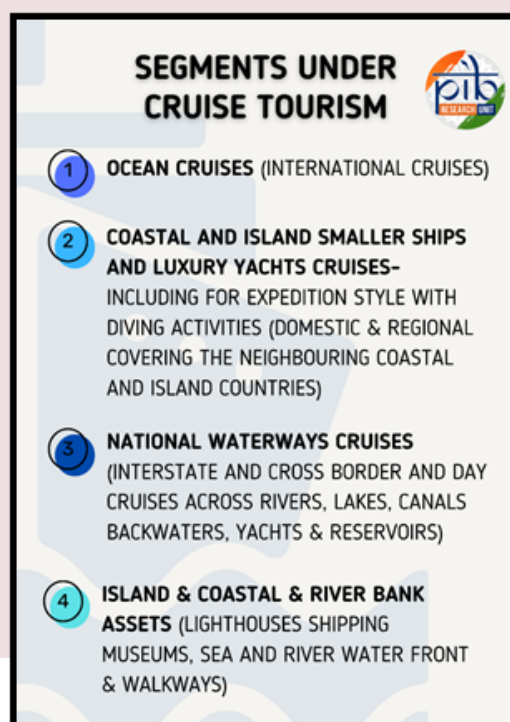 SEGMENTS UNDER
CRUISE TOURISM
pib
RESEARCH UNIT
1
OCEAN CRUISES (INTERNATIONAL CRUISES)
2
COASTAL AND ISLAND SMALLER SHIPS
AND LUXURY YACHTS CRUISES-
INCLUDING FOR EXPEDITION STYLE WITH
DIVING ACTIVITIES (DOMESTIC & REGIONAL
COVERING THE NEIGHBOURING COASTAL
AND ISLAND COUNTRIES)
3
NATIONAL WATERWAYS CRUISES
(INTERSTATE AND CROSS BORDER AND DAY
CRUISES ACROSS RIVERS, LAKES, CANALS
BACKWATERS, YACHTS & RESERVOIRS)
4
ISLAND & COASTAL & RIVER BANK
ASSETS (LIGHTHOUSES SHIPPING
MUSEUMS, SEA AND RIVER WATER FRONT
& WALKWAYS)